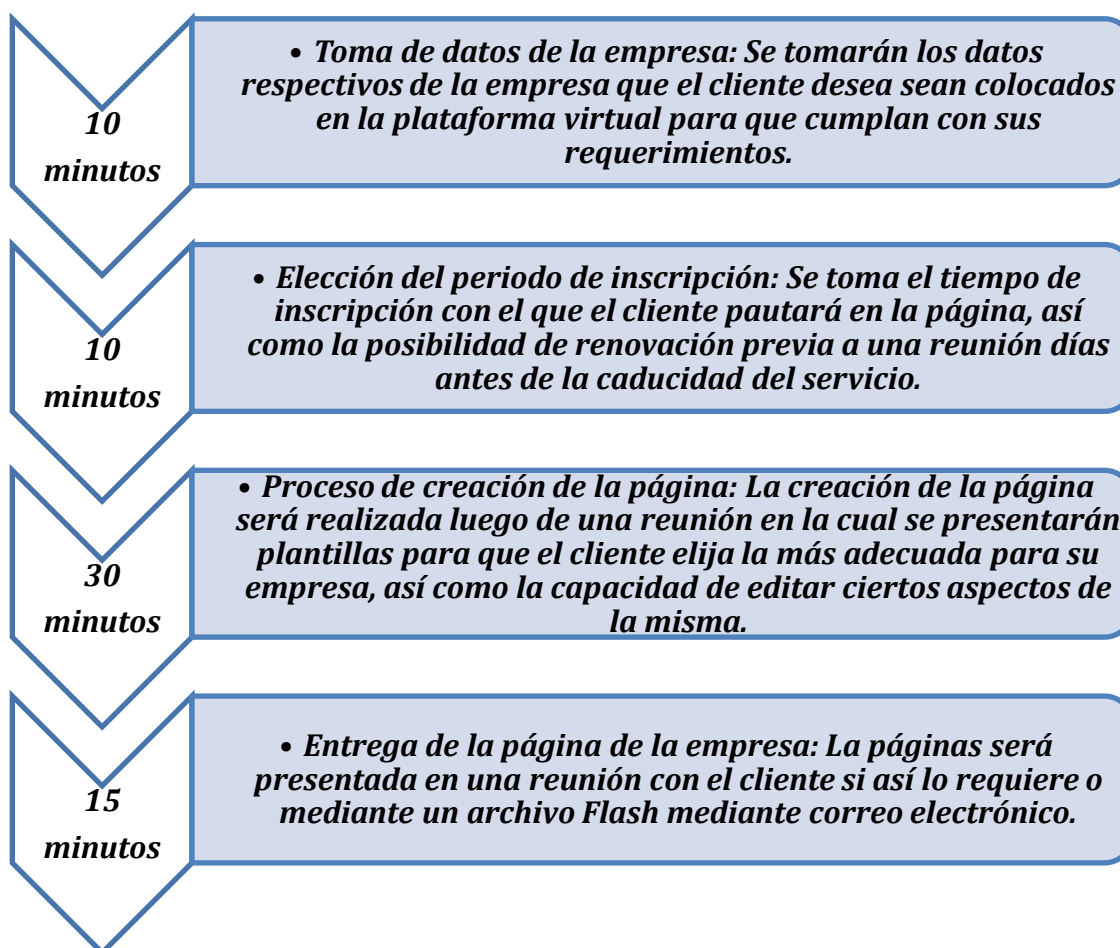 10
minutos
• Toma de datos de la empresa: Se tomarán los datos
respectivos de la empresa que el cliente desea sean colocados
en la plataforma virtual para que cumplan con sus
requerimientos.
10
minutos
• Elección del periodo de inscripción: Se toma el tiempo de
inscripción con el que el cliente pautará en la página, así
como la posibilidad de renovación previa a una reunión días
antes de la caducidad del servicio.
30
minutos
• Proceso de creación de la página: La creación de la página
será realizada luego de una reunión en la cual se presentarán
plantillas para que el cliente elija la más adecuada para su
empresa, así como la capacidad de editar ciertos aspectos de
la misma.
15
minutos
• Entrega de la página de la empresa: La páginas será
presentada en una reunión con el cliente si así lo requiere o
mediante un archivo Flash mediante correo electrónico.